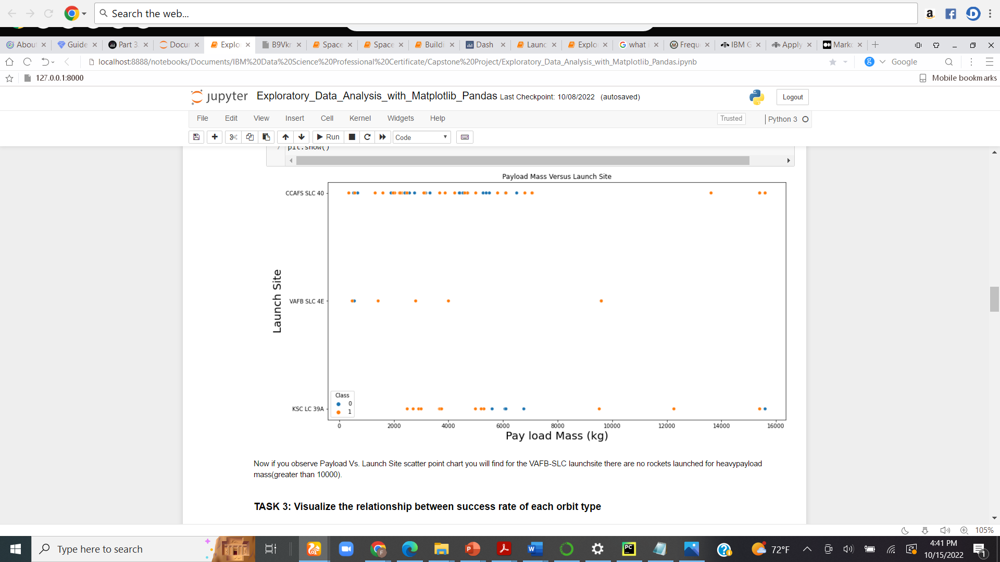 Search the web...
Abou
Guide
Part 3.
Docur
Explo
B9Vkr
Space
Space
Buildi
Dash
Launc
Explo
what i
Frequ
IBM G
Apply
Marko
localhost:8888/notebooks/Documents/IBM%20Data%20Science%20Professional%20Certificate/Capstone%20Project/Exploratory_Data_Analysis_with_Matplotlib_Pandas.ipynb
Google
127.0.0.1:8000
Mobile bookmarks
jupyter Exploratory_Data_Analysis_with_Matplotlib_Pandas Last Checkpoint: 10/08/2022 (autosaved)
Logout
File Edit View Insert Cell Kernel Widgets Help
Trusted
Python 3
Run
Code
7 plt.show()
Payload Mass Versus Launch Site
CCAFS SLC 40
VAFB SLC 4E
KSC LC 39A
Launch Site
Class
0
1
0 2000 4000 6000 8000 10000 12000 14000 16000
Pay load Mass (kg)
Now if you observe Payload Vs. Launch Site scatter point chart you will find for the VAFB-SLC launchsite there are no rockets launched for heavypayload
mass(greater than 10000).
TASK 3: Visualize the relationship between success rate of each orbit type
105%
Type here to search
72°F
4:41 PM
10/15/2022
1